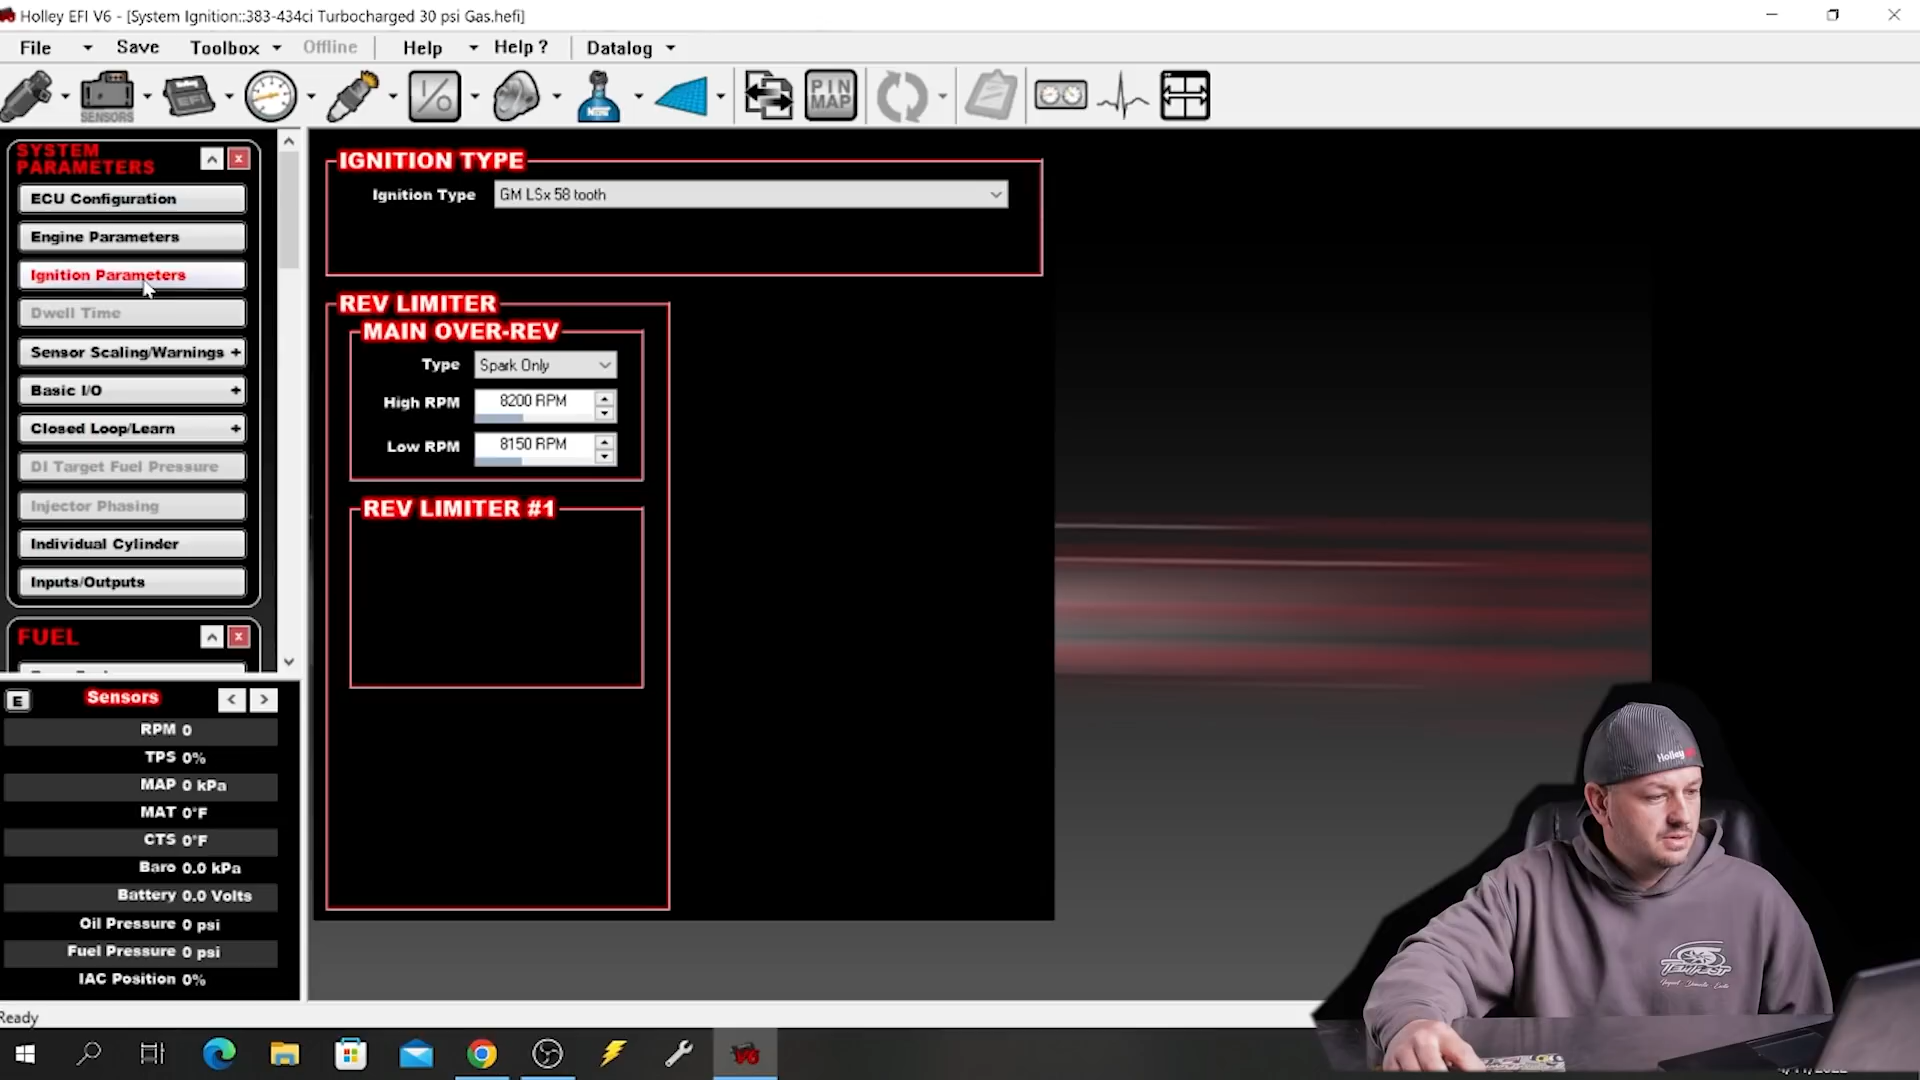 Holley EFI V6 - [System Ignition::383-434ci Turbocharged 30 psi Gas.hefi]
File Save Toolbox Offline Help Help ? Datalog
SENSORS
Holley EFI
I/O
NOW
PIN MAP
SYSTEM
PARAMETERS
ECU Configuration
Engine Parameters
Ignition Parameters
Dwell Time
Sensor Scaling/Warnings +
Basic I/O +
Closed Loop/Learn +
DI Target Fuel Pressure
Injector Phasing
Individual Cylinder
Inputs/Outputs
FUEL
E Sensors < >
RPM 0
TPS 0%
MAP 0 kPa
MAT 0°F
CTS 0°F
Baro 0.0 kPa
Battery 0.0 Volts
Oil Pressure 0 psi
Fuel Pressure 0 psi
IAC Position 0%
IGNITION TYPE
Ignition Type GM LSx 58 tooth
REV LIMITER
MAIN OVER-REV
Type Spark Only
High RPM 8200 RPM
Low RPM 8150 RPM
REV LIMITER #1
Holley
TEMPEST
Ready
V6